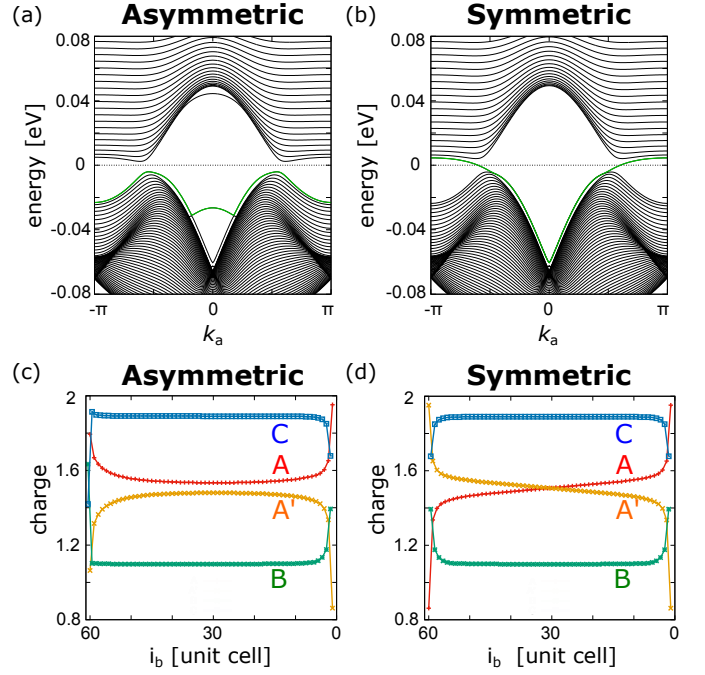 (a) Asymmetric
(b) Symmetric
0.08
0.04
0
-0.04
-0.08
energy [eV]
-π 0 π
kₐ
0.08
0.04
0
-0.04
-0.08
energy [eV]
-π 0 π
kₐ
(c) Asymmetric
(d) Symmetric
2
1.6
1.2
0.8
charge
C
A
A'
B
60 30 0
i_b [unit cell]
2
1.6
1.2
0.8
charge
C
A
A'
B
60 30 0
i_b [unit cell]